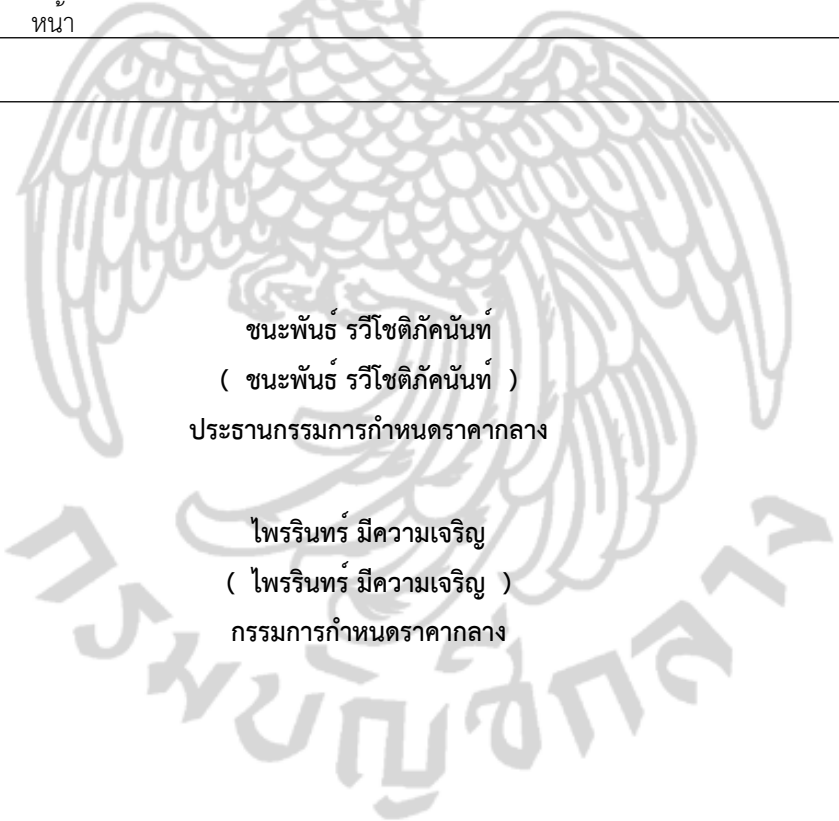 หน้า
ชนะพันธ์ รวีโชติภัคนันท์
( ชนะพันธ์ รวีโชติภัคนันท์ )
ประธานกรรมการกำหนดราคากลาง
ไพรรินทร์ มีความเจริญ
( ไพรรินทร์ มีความเจริญ )
กรรมการกำหนดราคากลาง
กรมบัญชีกลาง